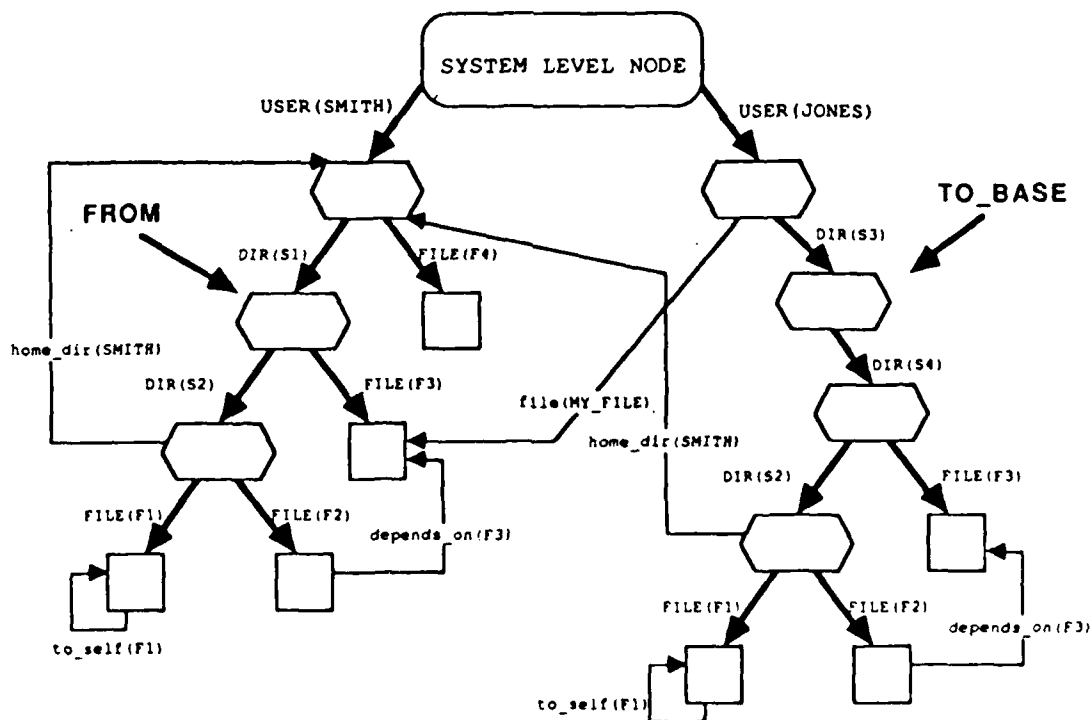 SYSTEM LEVEL NODE
USER(SMITH)
USER(JONES)
FROM
TO_BASE
DIR(S1)
FILE(F4)
DIR(S3)
home_dir(SMITH)
DIR(S2)
FILE(F3)
file(MY_FILE)
DIR(S4)
home_dir(SMITH)
DIR(S2)
FILE(F3)
FILE(F1)
FILE(F2)
depends_on(F3)
to_self(F1)
FILE(F1)
FILE(F2)
depends_on(F3)
to_self(F1)